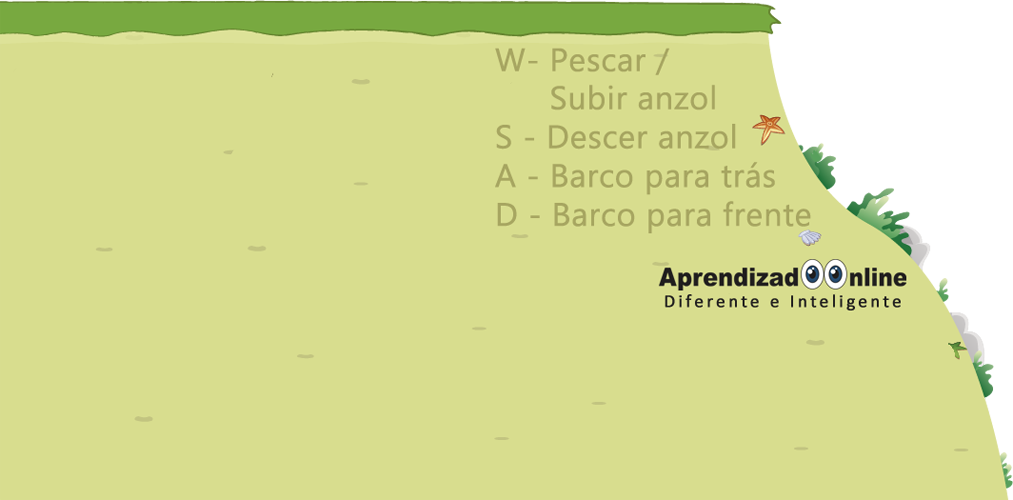 W- Pescar /
Subir anzol
S - Descer anzol
A - Barco para trás
D - Barco para frente
AprendizadOOnline
Diferente e Inteligente